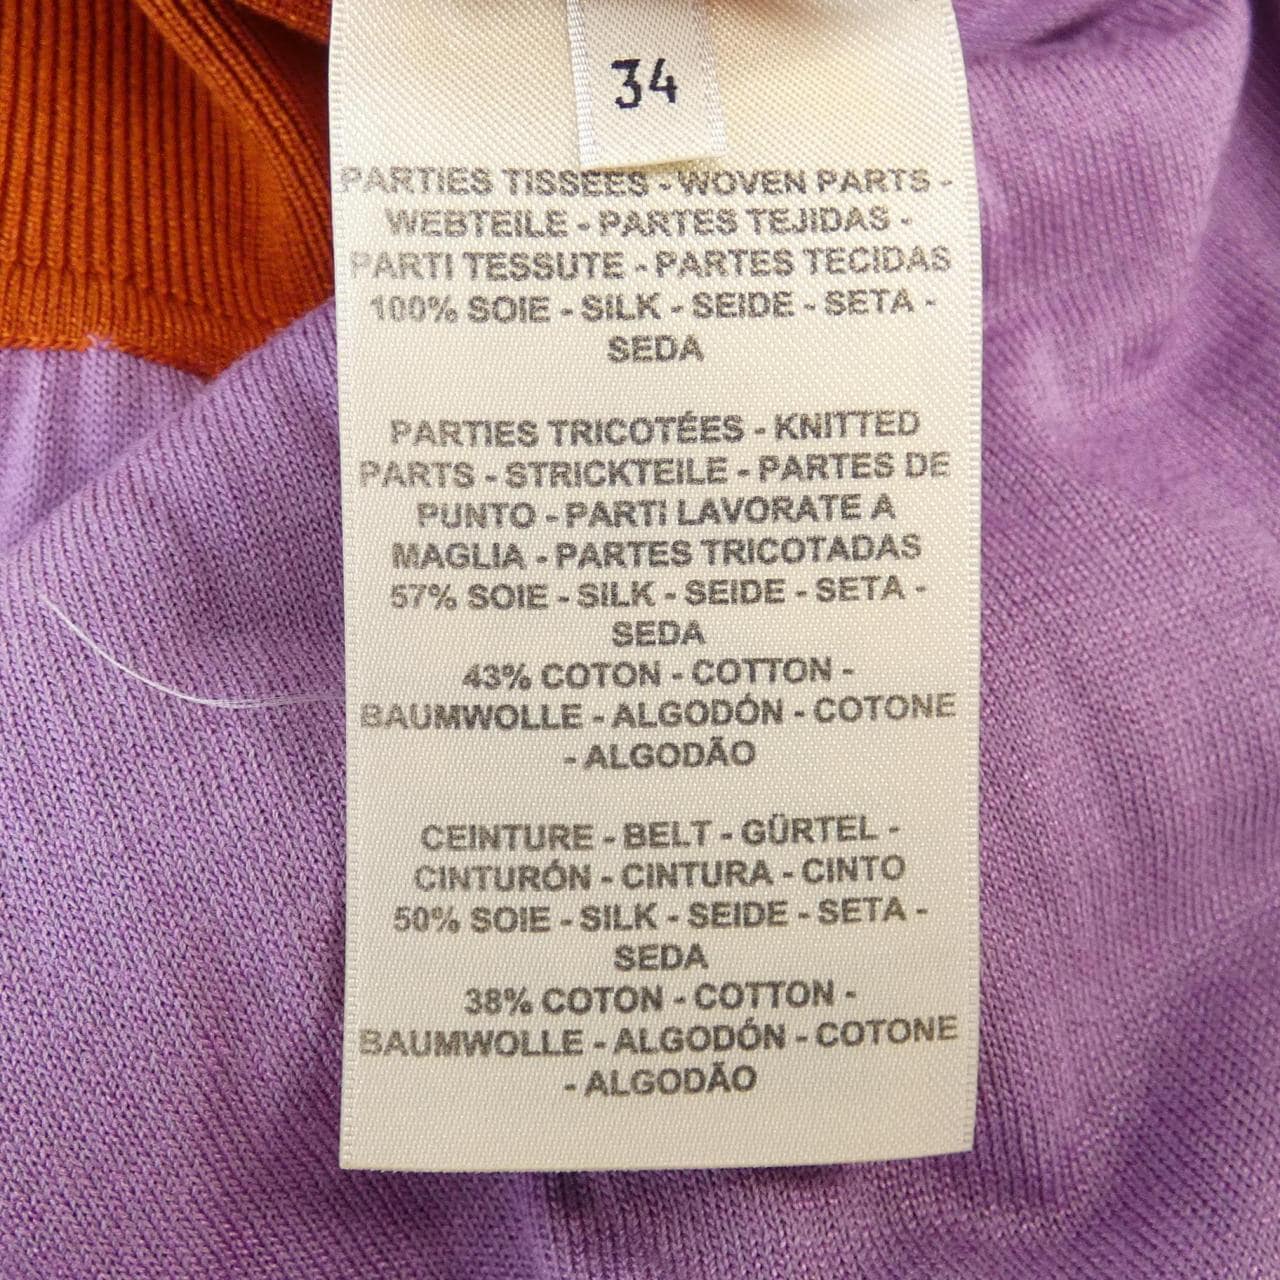 34
PARTIES TISSEES - WOVEN PARTS -
WEBTEILE - PARTES TEJIDAS -
PARTI TESSUTE - PARTES TECIDAS
100% SOIE - SILK - SEIDE - SETA -
SEDA
PARTIES TRICOTÉES - KNITTED
PARTS - STRICKTEILE - PARTES DE
PUNTO - PARTI LAVORATE A
MAGLIA - PARTES TRICOTADAS
57% SOIE - SILK - SEIDE - SETA -
SEDA
43% COTON - COTTON -
BAUMWOLLE - ALGODÓN - COTONE
- ALGODÃO
CEINTURE - BELT - GÜRTEL -
CINTURÓN - CINTURA - CINTO
50% SOIE - SILK - SEIDE - SETA -
SEDA
38% COTON - COTTON -
BAUMWOLLE - ALGODÓN - COTONE
- ALGODÃO